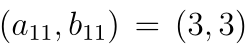 (a₁₁, b₁₁) = (3, 3)